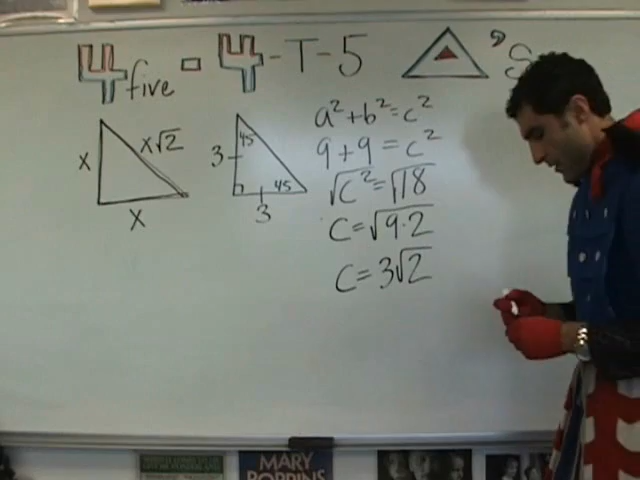 4five - 4-T-5 's
x x√2 x
3 45 45 3
a² + b² = c²
9 + 9 = c²
√c² = √18
c = √9·2
c = 3√2
MARY
POPPINS